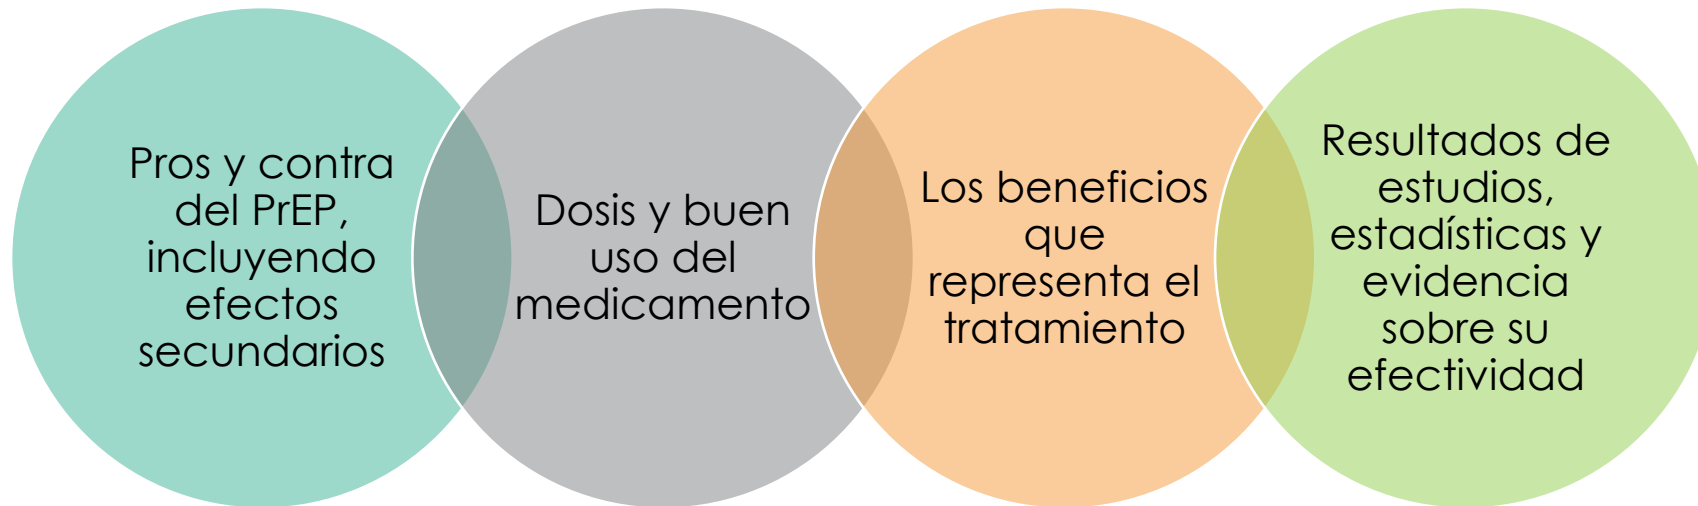 Pros y contra
del PrEP,
incluyendo
efectos
secundarios
Dosis y buen
uso del
medicamento
Los beneficios
que
representa el
tratamiento
Resultados de
estudios,
estadísticas y
evidencia
sobre su
efectividad